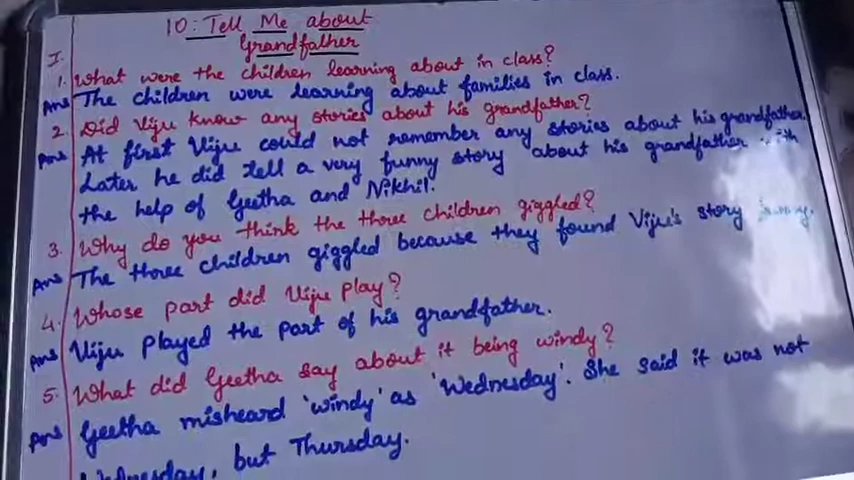 10: Tell Me about
Grandfather
I.
1. What were the children learning about in class?
Ans The children were learning about families in class.
2. Did Viju know any stories about his grandfather?
Ans At first Viju could not remember any stories about his grandfather.
Later he did tell a very funny story about his grandfather with
the help of Geetha and Nikhil.
3. Why do you think the three children giggled?
Ans The three children giggled because they found Viju's story funny.
4. Whose part did Viju play?
Ans Viju played the part of his grandfather.
5. What did Geetha say about it being windy?
Ans Geetha misheard 'windy' as 'Wednesday'. She said it was not
Wednesday, but Thursday.